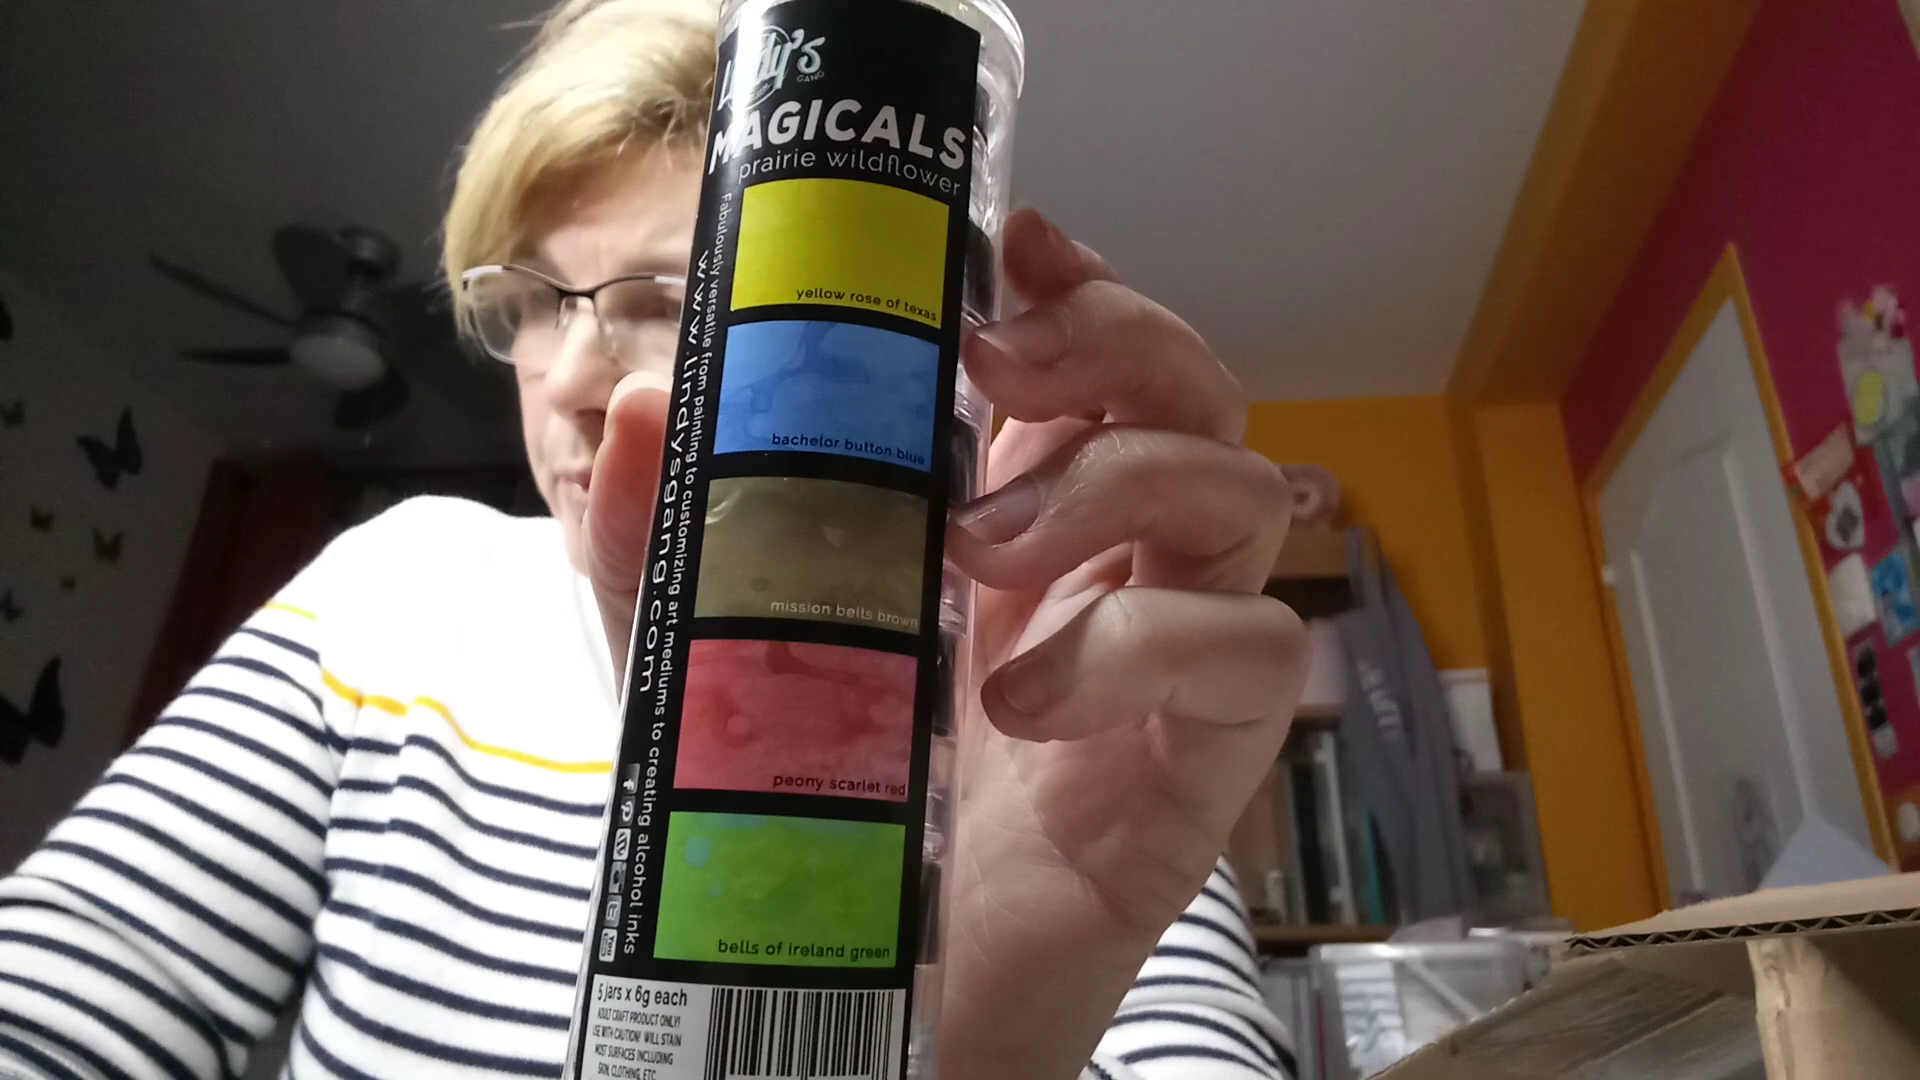 Lindy's
GANG
MAGICALS
prairie wildflower
yellow rose of texas
bachelor button blue
mission bells brown
peony scarlet red
bells of ireland green
Fabulously versatile from painting to customizing art mediums to creating alcohol inks
www.lindysgang.com
5 jars x 6g each
ADULT CRAFT PRODUCT ONLY!
USE WITH CAUTION! WILL STAIN
MOST SURFACES INCLUDING
SKIN, CLOTHING, ETC.